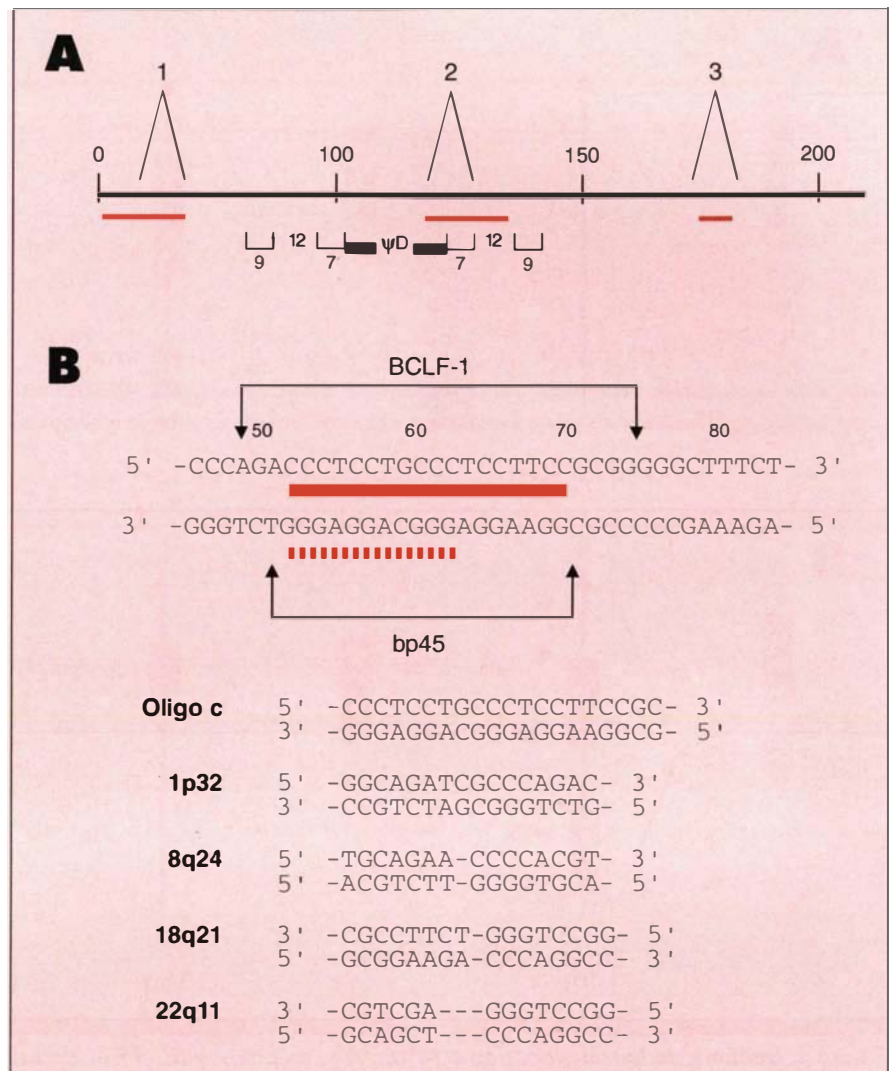 A
1 2 3
0 100 150 200
12 ψD 12
9 7 7 9
B
BCLF-1
50 60 70 80
5' -CCCAGACCCTCCTGCCCTCCTTCCGCGGGGGCTTTCT- 3'
3' -GGGTCTGGGAGGACGGGAGGAAGGCGCCCCCGAAAGA- 5'
bp45
Oligo c 5' -CCCTCCTGCCCTCCTTCCGC- 3'
3' -GGGAGGACGGGAGGAAGGCG- 5'
1p32 5' -GGCAGATCGCCCAGAC- 3'
3' -CCGTCTAGCGGGTCTG- 5'
8q24 5' -TGCAGAA-CCCCACGT- 3'
5' -ACGTCTT-GGGGTGCA- 5'
18q21 3' -CGCCTTCT-GGGTCCGG- 5'
5' -GCGGAAGA-CCCAGGCC- 3'
22q11 3' -CGTCGA---GGGTCCGG- 5'
5' -GCAGCT---CCCAGGCC- 3'